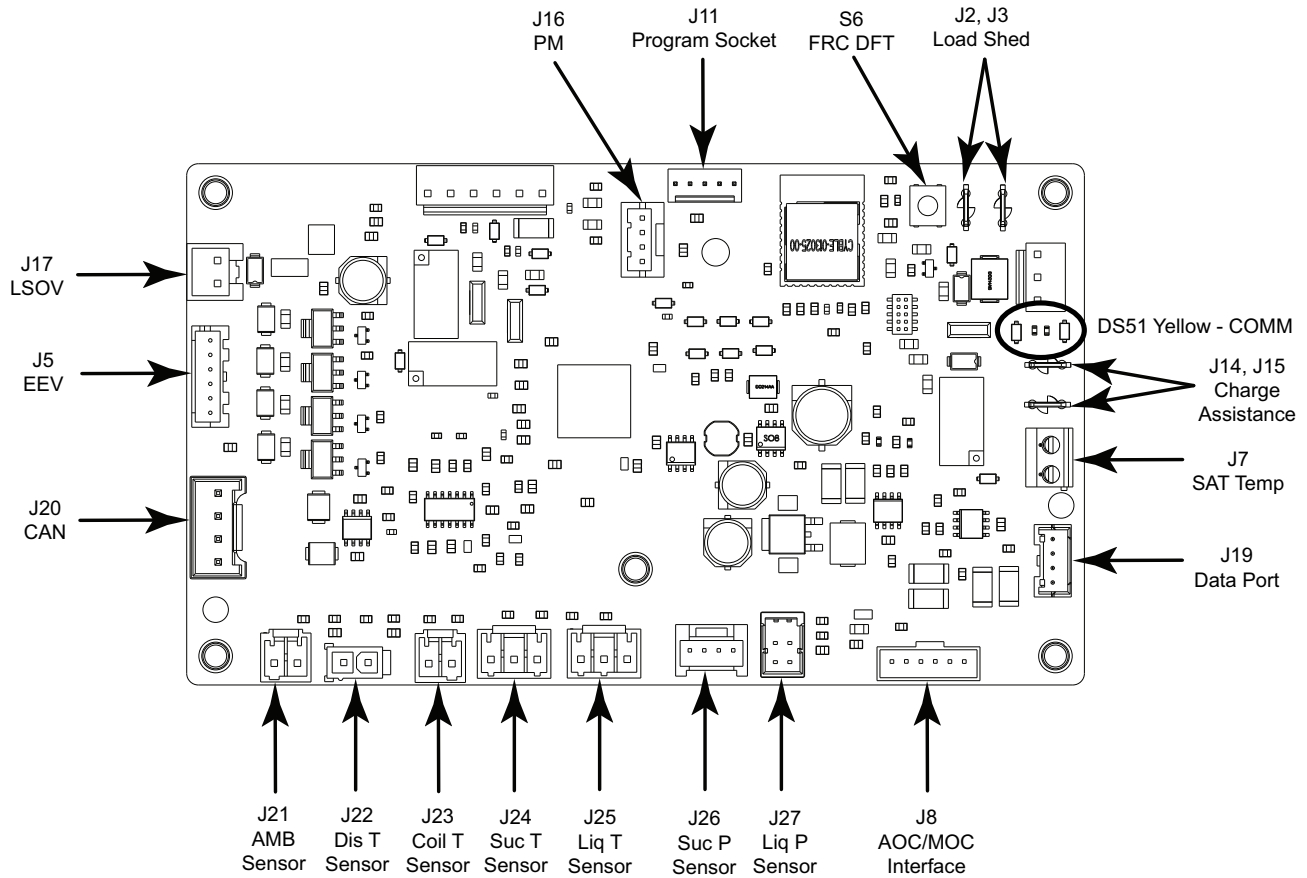 J16
PM
J11
Program Socket
S6
FRC DFT
J2, J3
Load Shed
J17
LSOV
CYBLE-013025-00
DS51 Yellow - COMM
J5
EEV
J14, J15
Charge
Assistance
SO8
J7
SAT Temp
J20
CAN
J19
Data Port
J21
AMB
Sensor
J22
Dis T
Sensor
J23
Coil T
Sensor
J24
Suc T
Sensor
J25
Liq T
Sensor
J26
Suc P
Sensor
J27
Liq P
Sensor
J8
AOC/MOC
Interface